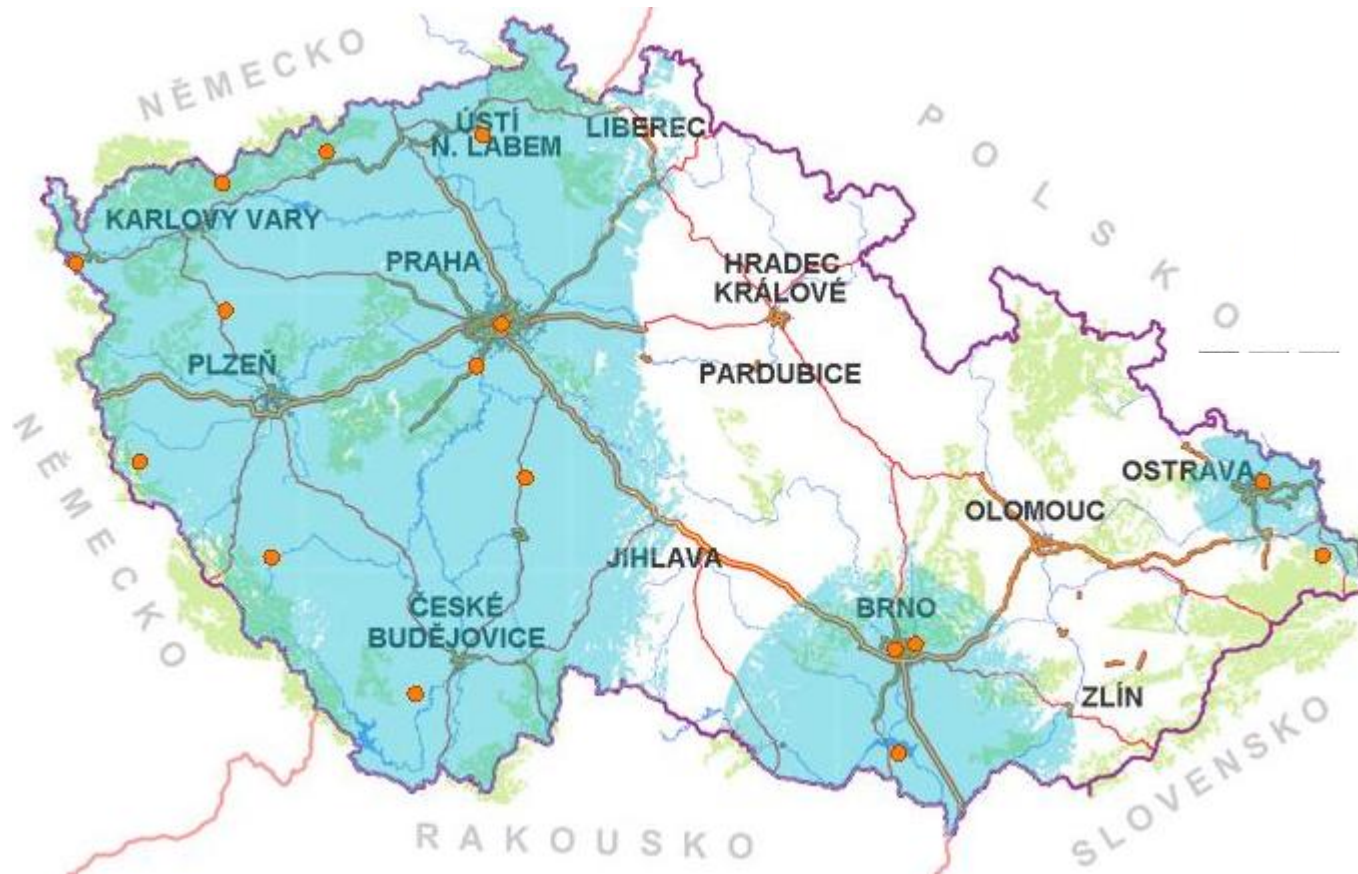 NĚMECKO
POLSKO
ÚSTÍ
N. LABEM
LIBEREC
KARLOVY VARY
PRAHA
HRADEC
KRÁLOVÉ
PLZEŇ
PARDUBICE
NĚMECKO
OSTRAVA
OLOMOUC
JIHLAVA
ČESKÉ
BUDĚJOVICE
BRNO
ZLÍN
SLOVENSKO
RAKOUSKO